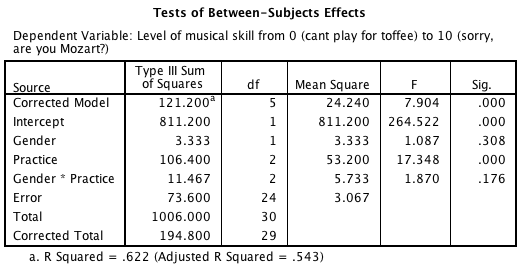 Tests of Between-Subjects Effects
Dependent Variable: Level of musical skill from 0 (cant play for toffee) to 10 (sorry,
are you Mozart?)
Source Type III Sum of Squares df Mean Square F Sig.
Corrected Model 121.200a 5 24.240 7.904 .000
Intercept 811.200 1 811.200 264.522 .000
Gender 3.333 1 3.333 1.087 .308
Practice 106.400 2 53.200 17.348 .000
Gender * Practice 11.467 2 5.733 1.870 .176
Error 73.600 24 3.067
Total 1006.000 30
Corrected Total 194.800 29
a. R Squared = .622 (Adjusted R Squared = .543)